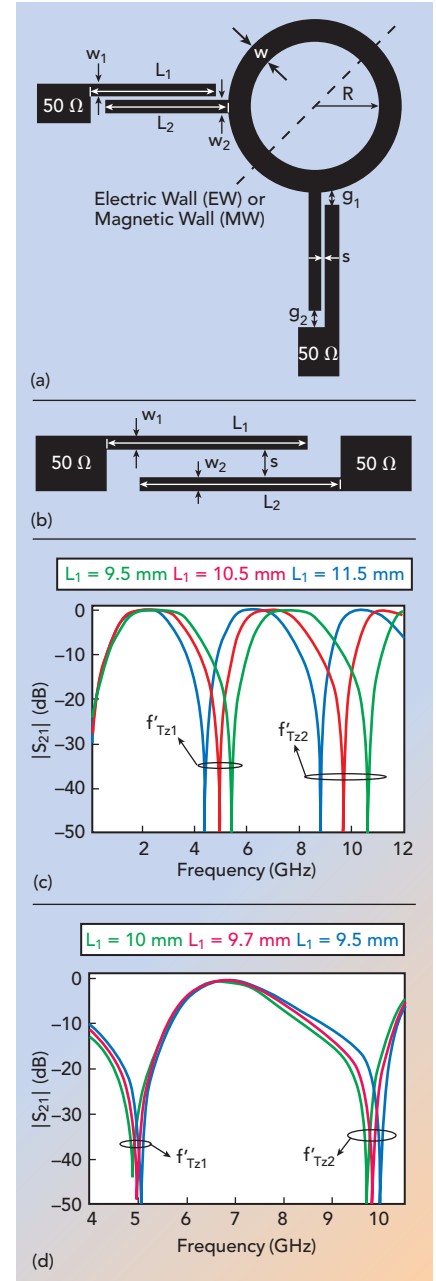 w₁
L₁
w
50 Ω
R
L₂
w₂
Electric Wall (EW) or
Magnetic Wall (MW)
g₁
s
g₂
50 Ω
(a)
w₁
L₁
50 Ω
w₂
s
50 Ω
L₂
(b)
L₁ = 9.5 mm L₁ = 10.5 mm L₁ = 11.5 mm
0
–10
–20
–30
–40
–50
|S₂₁| (dB)
f'Tz1
f'Tz2
2 4 6 8 10 12
Frequency (GHz)
(c)
L₁ = 10 mm L₁ = 9.7 mm L₁ = 9.5 mm
0
–10
–20
–30
–40
–50
|S₂₁| (dB)
f'Tz1
f'Tz2
4 5 6 7 8 9 10
Frequency (GHz)
(d)